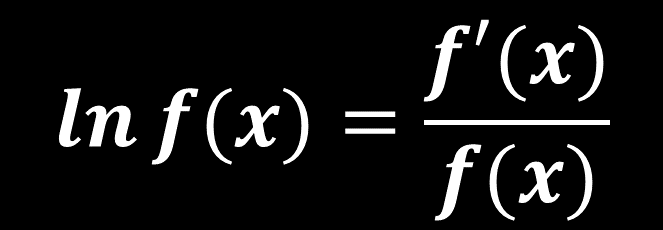 ln f(x) = f′(x) / f(x)